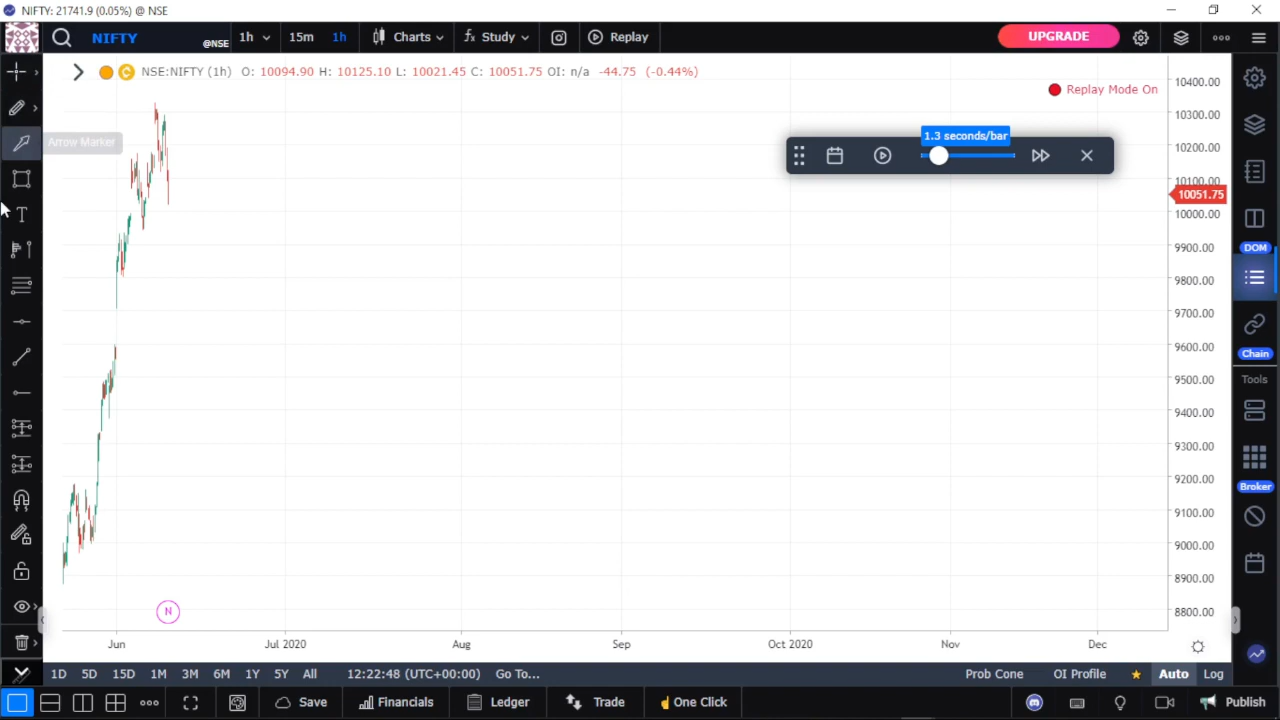 NIFTY: 21741.9 (0.05%) @ NSE
NIFTY @NSE 1h 15m 1h Charts Study Replay UPGRADE
NSE:NIFTY (1h) O: 10094.90 H: 10125.10 L: 10021.45 C: 10051.75 OI: n/a -44.75 (-0.44%)
Replay Mode On
Arrow Marker
1.3 seconds/bar
10400.00
10300.00
10200.00
10100.00
10051.75
10000.00
9900.00
9800.00
9700.00
9600.00
9500.00
9400.00
9300.00
9200.00
9100.00
9000.00
8900.00
8800.00
DOM
Chain
Tools
Broker
N
Jun Jul 2020 Aug Sep Oct 2020 Nov Dec
1D 5D 15D 1M 3M 6M 1Y 5Y All 12:22:48 (UTC+00:00) Go To... Prob Cone OI Profile Auto Log
Save Financials Ledger Trade One Click Publish